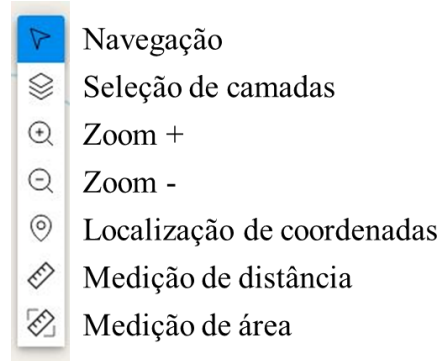 Navegação
Seleção de camadas
Zoom +
Zoom -
Localização de coordenadas
Medição de distância
Medição de área